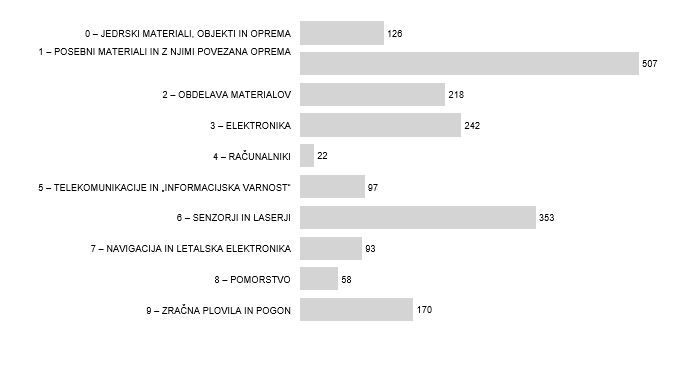 0 – JEDRSKI MATERIALI, OBJEKTI IN OPREMA 126
1 – POSEBNI MATERIALI IN Z NJIMI POVEZANA OPREMA 507
2 – OBDELAVA MATERIALOV 218
3 – ELEKTRONIKA 242
4 – RAČUNALNIKI 22
5 – TELEKOMUNIKACIJE IN „INFORMACIJSKA VARNOST“ 97
6 – SENZORJI IN LASERJI 353
7 – NAVIGACIJA IN LETALSKA ELEKTRONIKA 93
8 – POMORSTVO 58
9 – ZRAČNA PLOVILA IN POGON 170